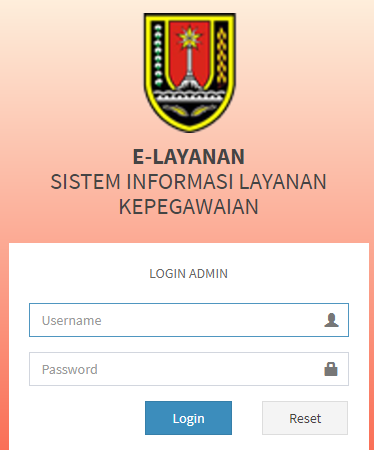 E-LAYANAN
SISTEM INFORMASI LAYANAN
KEPEGAWAIAN
LOGIN ADMIN
Username
Password
Login
Reset